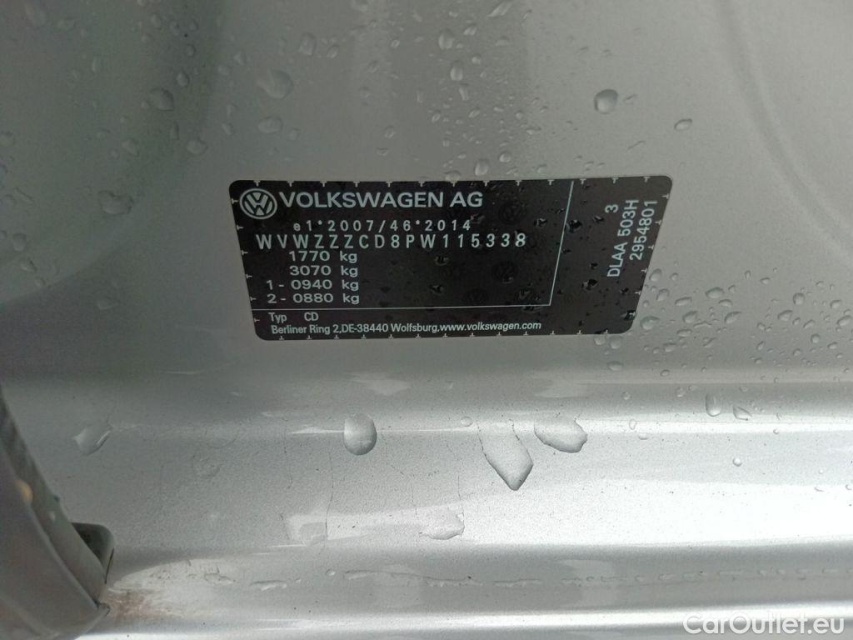 VOLKSWAGEN AG
e1*2007/46*2014
WVWZZZCD8PW115338
1770 kg
3070 kg
1 - 0940 kg
2 - 0880 kg
Typ CD
Berliner Ring 2,DE-38440 Wolfsburg,www.volkswagen.com
3
DLAA 503H
2954801
CarOutlet.eu